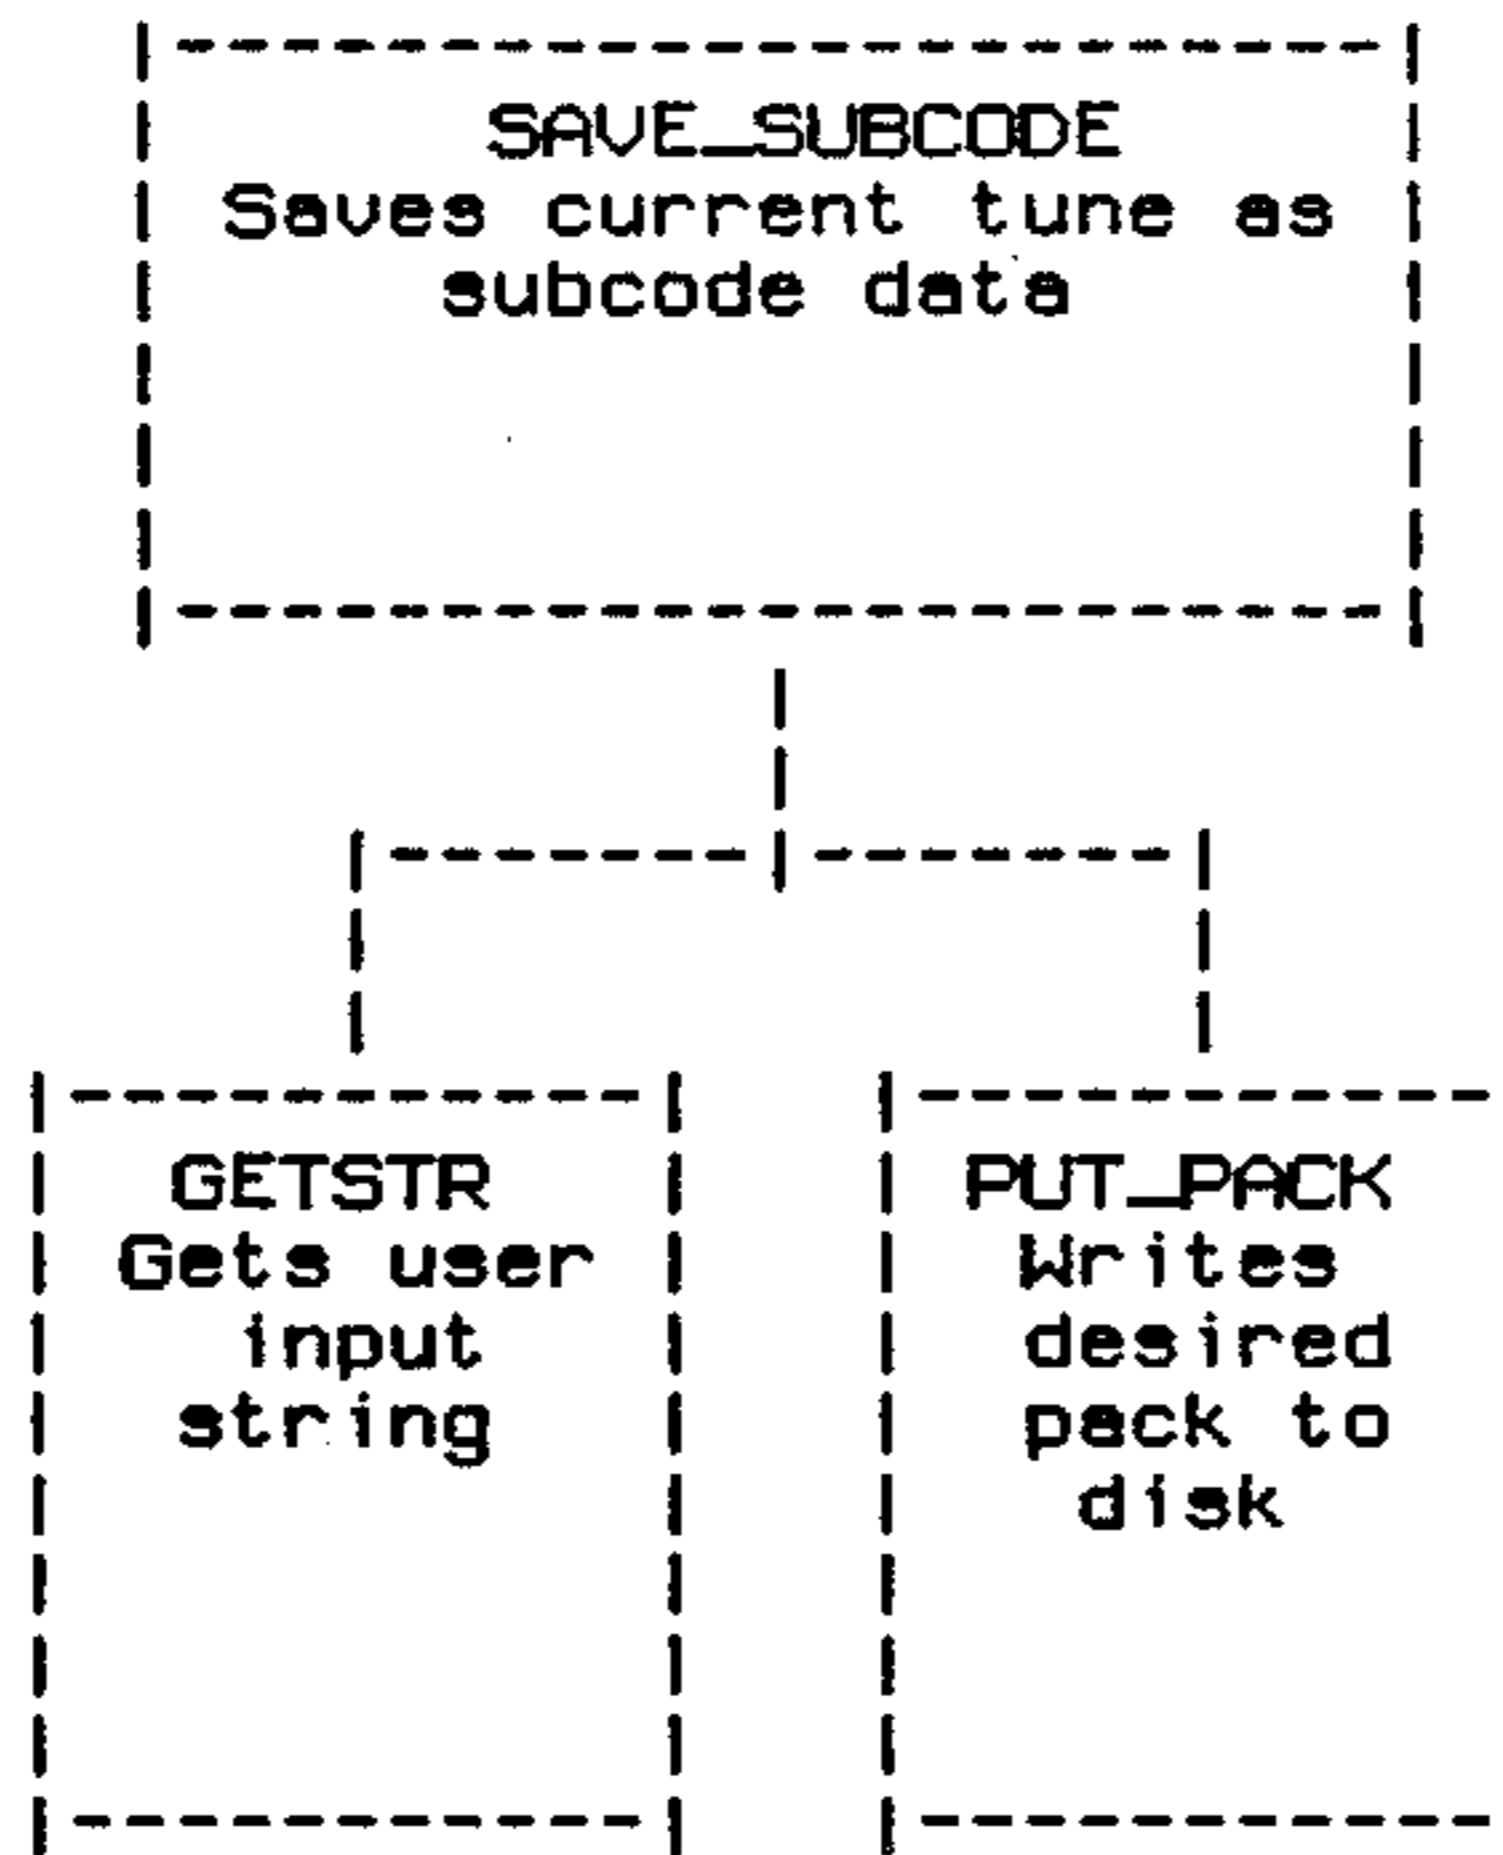 SAVE_SUBCODE
Saves current tune as
subcode data
GETSTR
Gets user
input
string
PUT_PACK
Writes
desired
pack to
disk